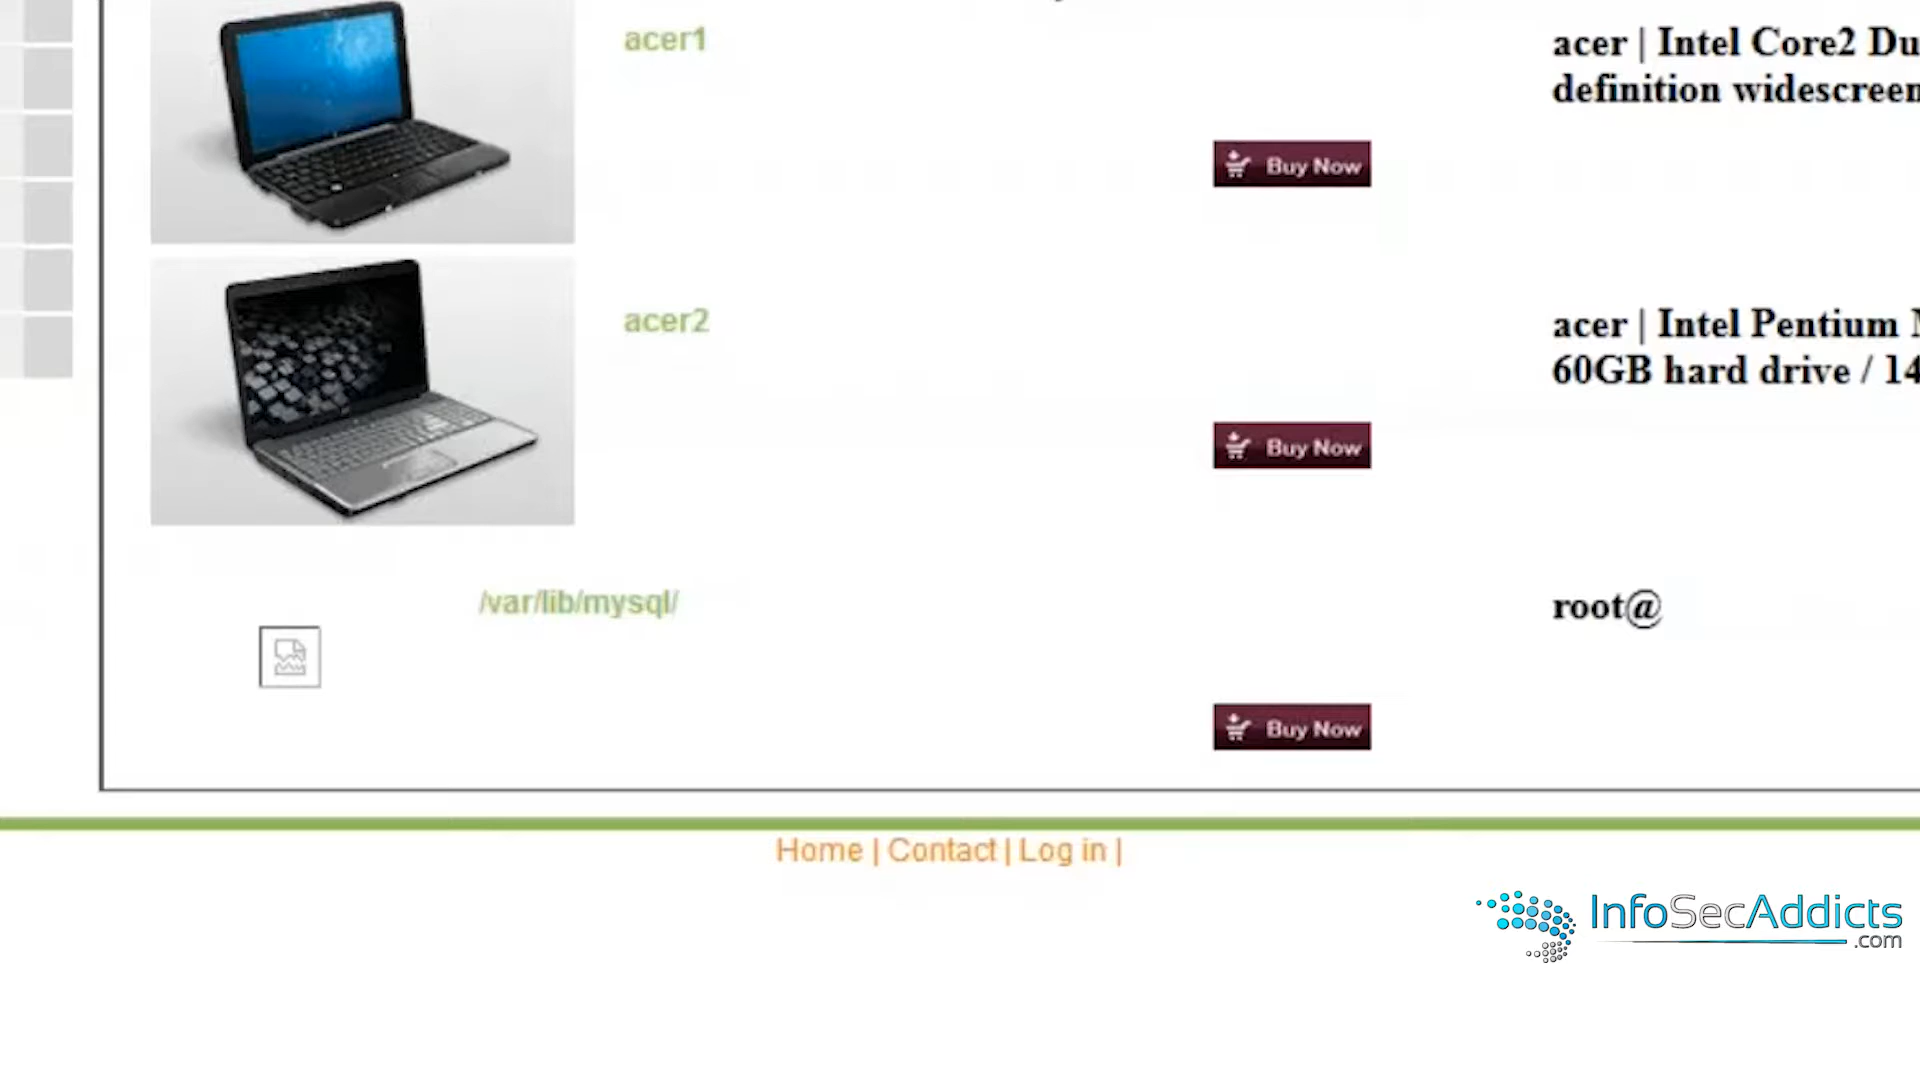 acer1
acer | Intel Core2 Du
definition widescreen
Buy Now
acer2
acer | Intel Pentium
60GB hard drive / 14
Buy Now
/var/lib/mysql/
root@
Buy Now
Home | Contact | Log in |
InfoSecAddicts
.com